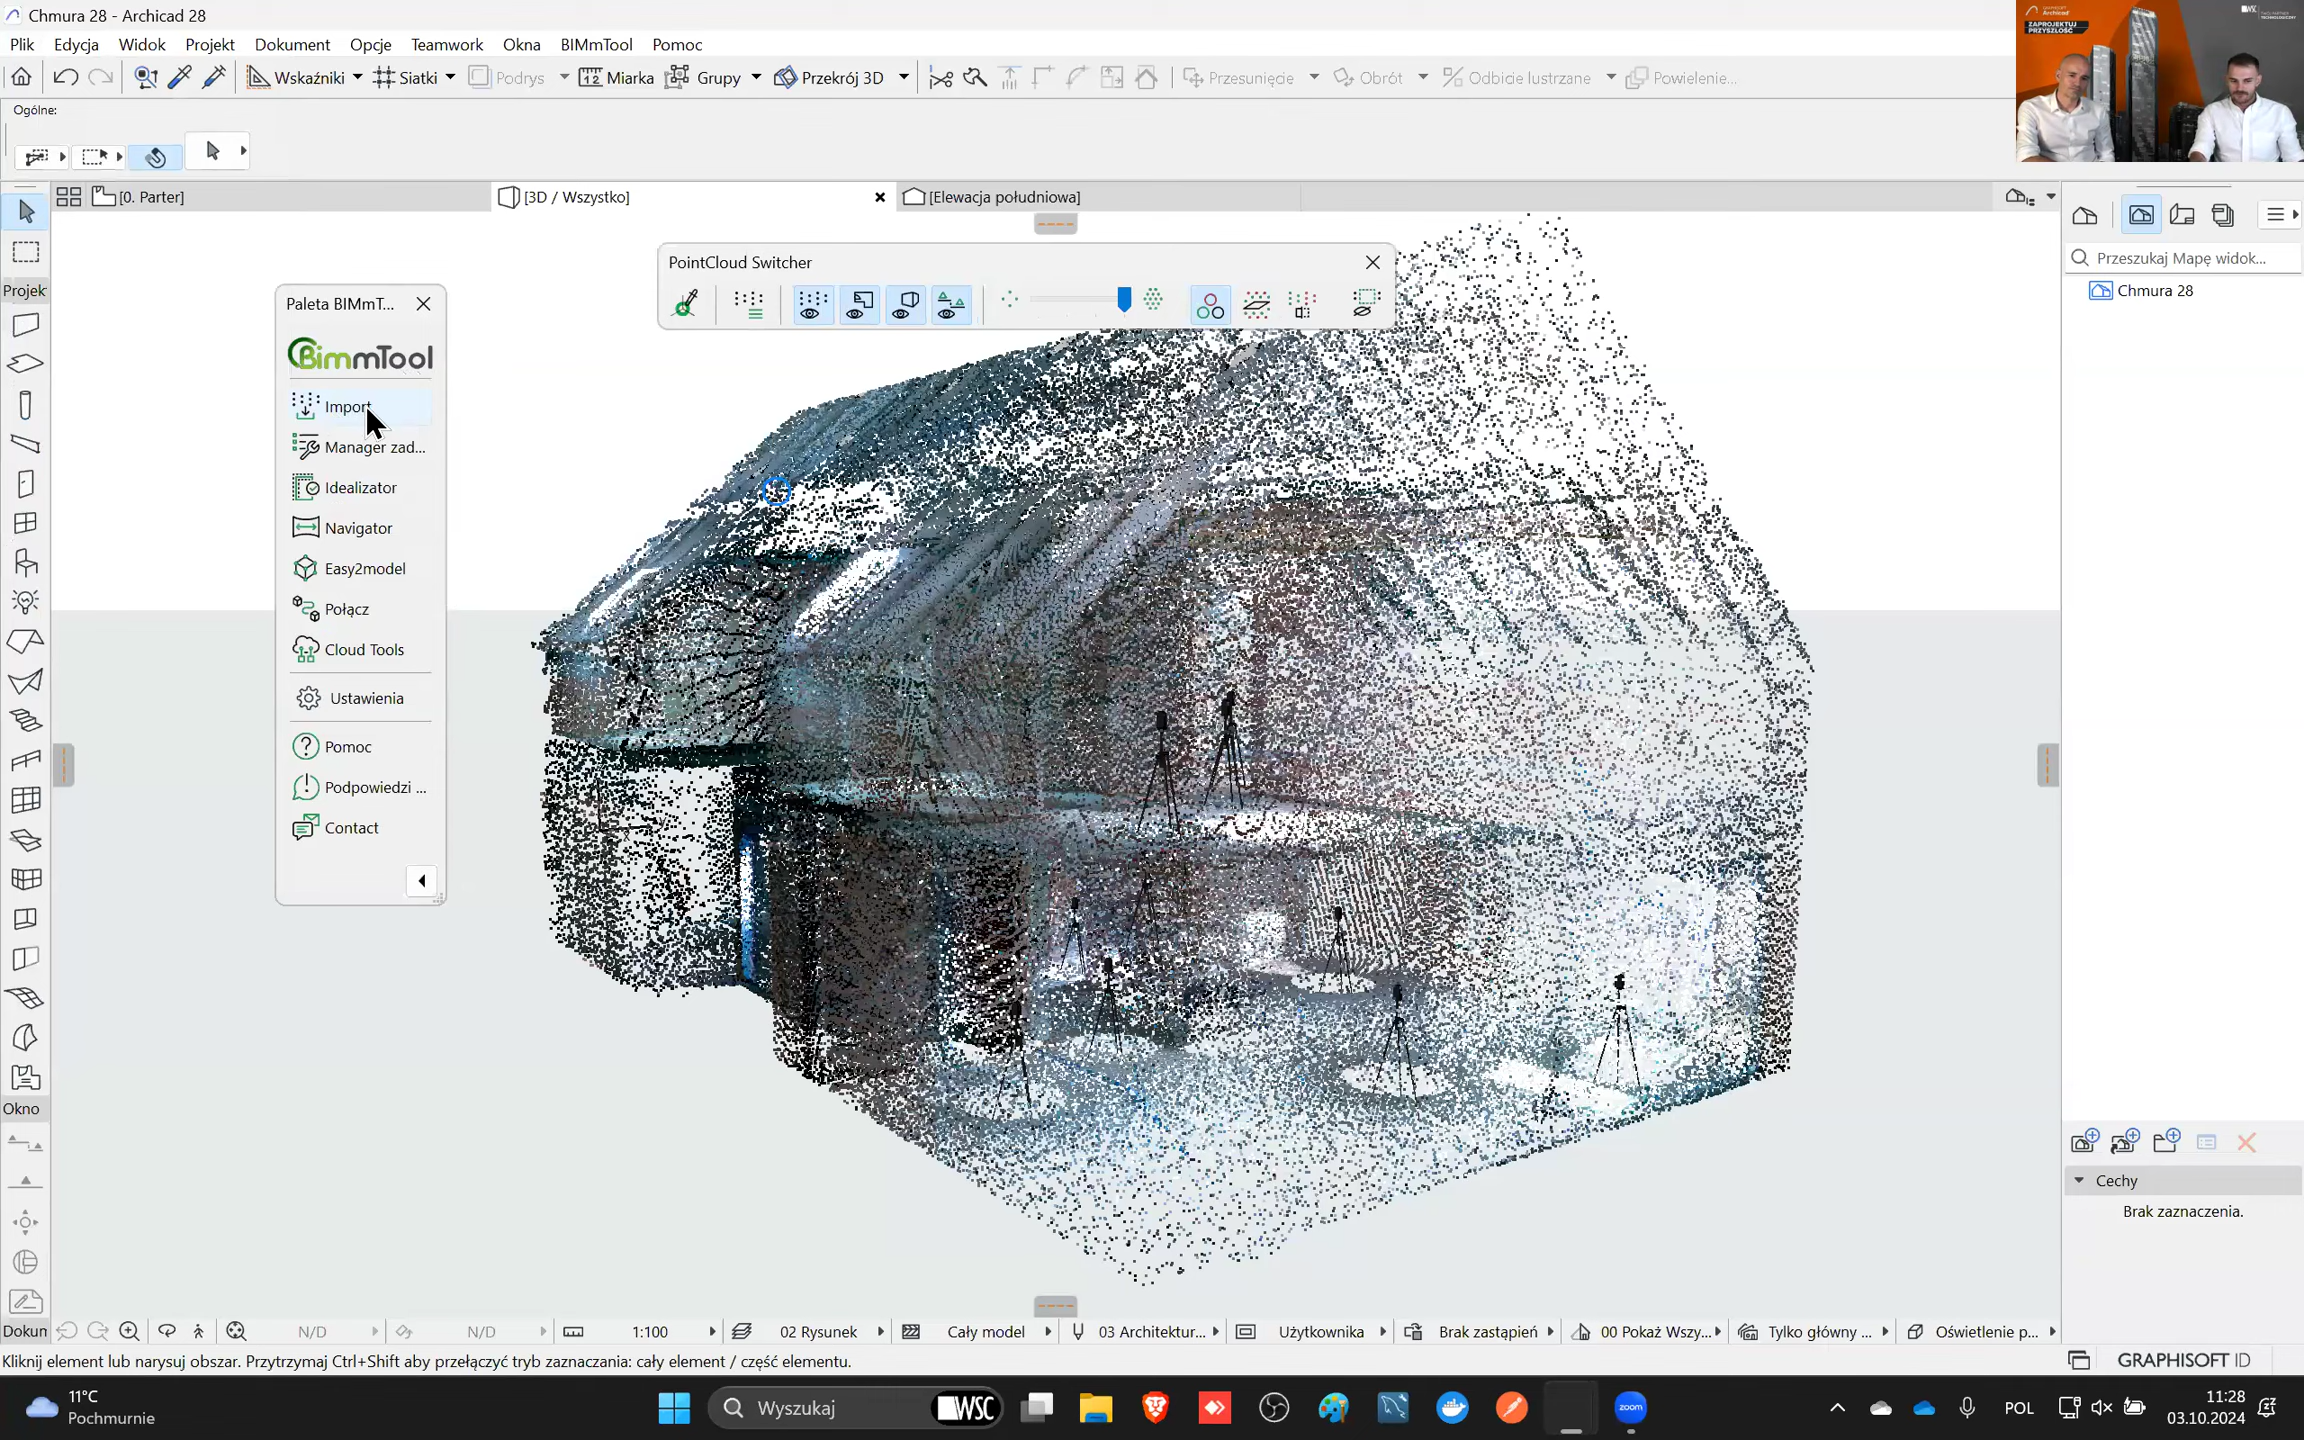 Chmura 28 - Archicad 28
Plik Edycja Widok Projekt Dokument Opcje Teamwork Okna BIMmTool Pomoc
Wskaźniki Siatki Podrys Miarka Grupy Przekrój 3D Przesunięcie Obrót Odbicie lustrzane Powielenie...
GRAPHISOFT
Archicad
ZAPROJEKTUJ
PRZYSZŁOŚĆ
WSC
Ogólne:
[0. Parter] [3D / Wszystko] [Elewacja południowa]
PointCloud Switcher
Przeszukaj Mapę widok...
Chmura 28
Projek
Paleta BIMmT...
BimmTool
Import
Manager zad...
Idealizator
Navigator
Easy2model
Połącz
Cloud Tools
Ustawienia
Pomoc
Podpowiedzi ...
Contact
Okno
Cechy
Brak zaznaczenia.
Dokun N/D N/D 1:100 02 Rysunek Cały model 03 Architektur... Użytkownika Brak zastąpień 00 Pokaż Wszy... Tylko główny ... Oświetlenie p...
Kliknij element lub narysuj obszar. Przytrzymaj Ctrl+Shift aby przełączyć tryb zaznaczania: cały element / część elementu.
GRAPHISOFT ID
11°C
Pochmurnie
Wyszukaj
WSC
zoom
POL
11:28
03.10.2024